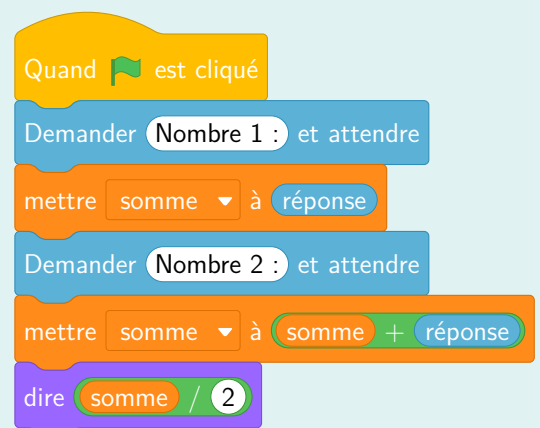 Quand est cliqué
Demander Nombre 1 : et attendre
mettre somme à réponse
Demander Nombre 2 : et attendre
mettre somme à somme + réponse
dire somme / 2